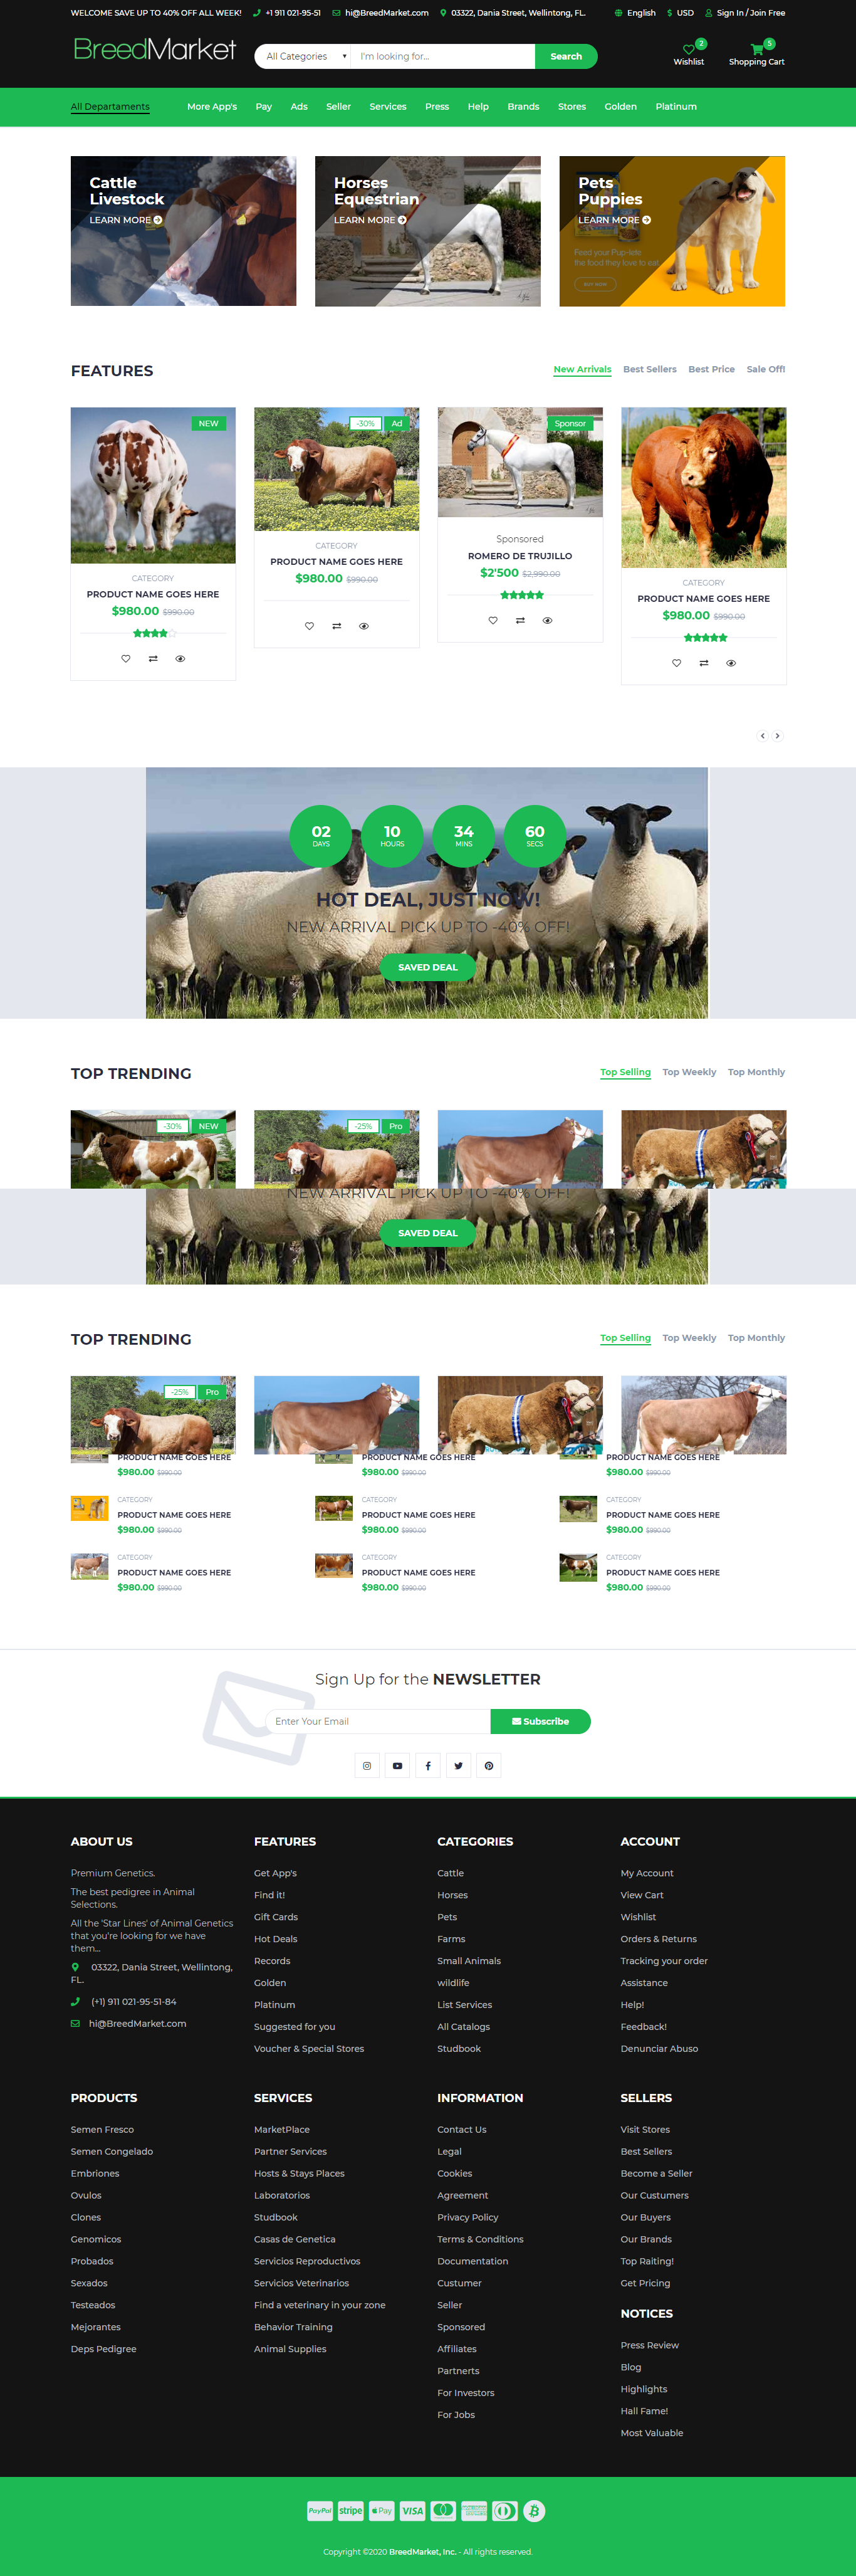 WELCOME SAVE UP TO 40% OFF ALL WEEK! +1 911 021-95-51 hi@BreedMarket.com 03322, Dania Street, Wellintong, FL. English USD Sign In / Join Free
BreedMarket
All Categories I'm looking for... Search
2
Wishlist
5
Shopping Cart
All Departaments More App's Pay Ads Seller Services Press Help Brands Stores Golden Platinum
Cattle
Livestock
LEARN MORE
Horses
Equestrian
LEARN MORE
Pets
Puppies
LEARN MORE
Feed your Pup-lets
the food they love to eat
BUY NOW
FEATURES
New Arrivals Best Sellers Best Price Sale Off!
NEW
CATEGORY
PRODUCT NAME GOES HERE
$980.00 $990.00
-30% Ad
CATEGORY
PRODUCT NAME GOES HERE
$980.00 $990.00
Sponsor
Sponsored
ROMERO DE TRUJILLO
$2'500 $2,990.00
CATEGORY
PRODUCT NAME GOES HERE
$980.00 $990.00
02 10 34 60
DAYS HOURS MINS SECS
HOT DEAL, JUST NOW!
NEW ARRIVAL PICK UP TO -40% OFF!
SAVED DEAL
TOP TRENDING
Top Selling Top Weekly Top Monthly
-30% NEW
-25% Pro
NEW ARRIVAL PICK UP TO -40% OFF!
SAVED DEAL
TOP TRENDING
Top Selling Top Weekly Top Monthly
-25% Pro
PRODUCT NAME GOES HERE PRODUCT NAME GOES HERE PRODUCT NAME GOES HERE
$980.00 $990.00 $980.00 $990.00 $980.00 $990.00
CATEGORY CATEGORY CATEGORY
PRODUCT NAME GOES HERE PRODUCT NAME GOES HERE PRODUCT NAME GOES HERE
$980.00 $990.00 $980.00 $990.00 $980.00 $990.00
CATEGORY CATEGORY CATEGORY
PRODUCT NAME GOES HERE PRODUCT NAME GOES HERE PRODUCT NAME GOES HERE
$980.00 $990.00 $980.00 $990.00 $980.00 $990.00
Sign Up for the NEWSLETTER
Enter Your Email Subscribe
ABOUT US
Premium Genetics.
The best pedigree in Animal
Selections.
All the 'Star Lines' of Animal Genetics
that you're looking for we have
them...
03322, Dania Street, Wellintong,
FL.
(+1) 911 021-95-51-84
hi@BreedMarket.com
FEATURES
Get App's
Find it!
Gift Cards
Hot Deals
Records
Golden
Platinum
Suggested for you
Voucher & Special Stores
CATEGORIES
Cattle
Horses
Pets
Farms
Small Animals
wildlife
List Services
All Catalogs
Studbook
ACCOUNT
My Account
View Cart
Wishlist
Orders & Returns
Tracking your order
Assistance
Help!
Feedback!
Denunciar Abuso
PRODUCTS
Semen Fresco
Semen Congelado
Embriones
Ovulos
Clones
Genomicos
Probados
Sexados
Testeados
Mejorantes
Deps Pedigree
SERVICES
MarketPlace
Partner Services
Hosts & Stays Places
Laboratorios
Studbook
Casas de Genetica
Servicios Reproductivos
Servicios Veterinarios
Find a veterinary in your zone
Behavior Training
Animal Supplies
INFORMATION
Contact Us
Legal
Cookies
Agreement
Privacy Policy
Terms & Conditions
Documentation
Custumer
Seller
Sponsored
Affiliates
Partnerts
For Investors
For Jobs
SELLERS
Visit Stores
Best Sellers
Become a Seller
Our Custumers
Our Buyers
Our Brands
Top Raiting!
Get Pricing
NOTICES
Press Review
Blog
Highlights
Hall Fame!
Most Valuable
PayPal stripe Pay VISA
Copyright ©2020 BreedMarket, Inc. - All rights reserved.